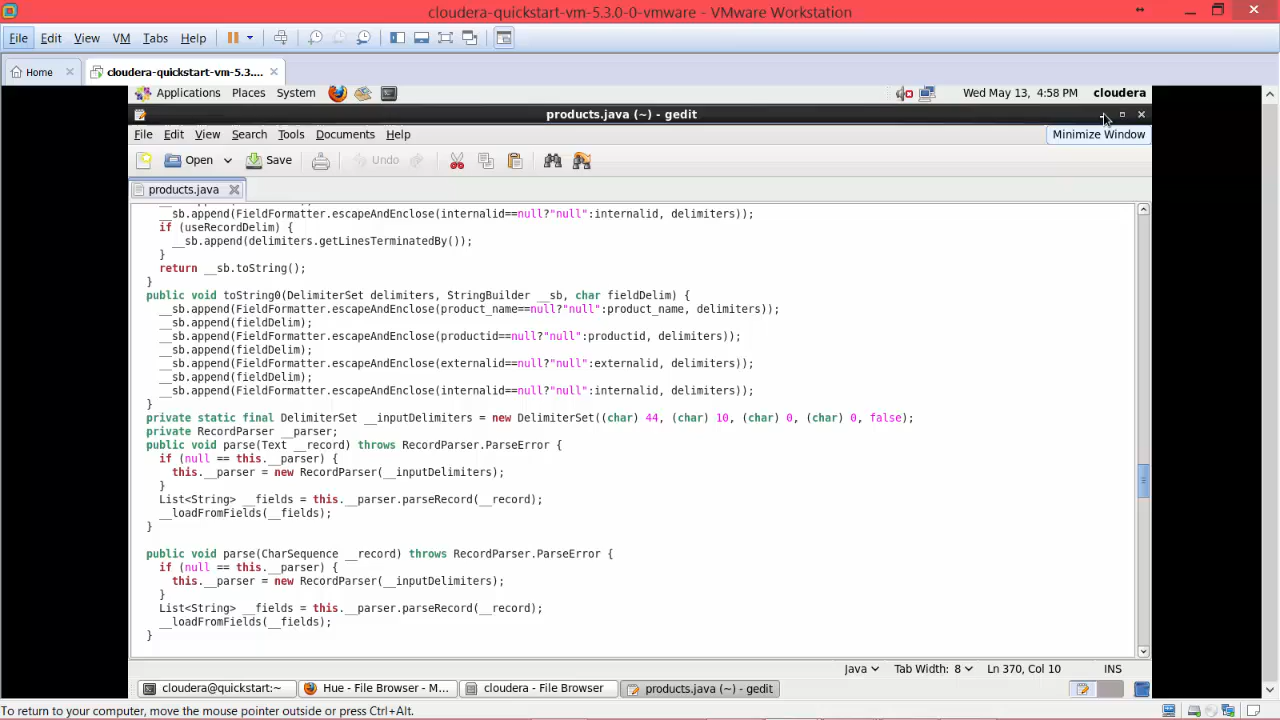 cloudera-quickstart-vm-5.3.0-0-vmware - VMware Workstation
File Edit View VM Tabs Help
Home cloudera-quickstart-vm-5.3....
Applications Places System Wed May 13, 4:58 PM cloudera
products.java (~) - gedit
File Edit View Search Tools Documents Help Minimize Window
Open Save Undo
products.java
__sb.append(FieldFormatter.escapeAndEnclose(internalid==null?"null":internalid, delimiters));
if (useRecordDelim) {
__sb.append(delimiters.getLinesTerminatedBy());
}
return __sb.toString();
}
public void toString0(DelimiterSet delimiters, StringBuilder __sb, char fieldDelim) {
__sb.append(FieldFormatter.escapeAndEnclose(product_name==null?"null":product_name, delimiters));
__sb.append(fieldDelim);
__sb.append(FieldFormatter.escapeAndEnclose(productid==null?"null":productid, delimiters));
__sb.append(fieldDelim);
__sb.append(FieldFormatter.escapeAndEnclose(externalid==null?"null":externalid, delimiters));
__sb.append(fieldDelim);
__sb.append(FieldFormatter.escapeAndEnclose(internalid==null?"null":internalid, delimiters));
}
private static final DelimiterSet __inputDelimiters = new DelimiterSet((char) 44, (char) 10, (char) 0, (char) 0, false);
private RecordParser __parser;
public void parse(Text __record) throws RecordParser.ParseError {
if (null == this.__parser) {
this.__parser = new RecordParser(__inputDelimiters);
}
List<String> __fields = this.__parser.parseRecord(__record);
__loadFromFields(__fields);
}
public void parse(CharSequence __record) throws RecordParser.ParseError {
if (null == this.__parser) {
this.__parser = new RecordParser(__inputDelimiters);
}
List<String> __fields = this.__parser.parseRecord(__record);
__loadFromFields(__fields);
}
Java Tab Width: 8 Ln 370, Col 10 INS
cloudera@quickstart:~ Hue - File Browser - M... cloudera - File Browser products.java (~) - gedit
To return to your computer, move the mouse pointer outside or press Ctrl+Alt.